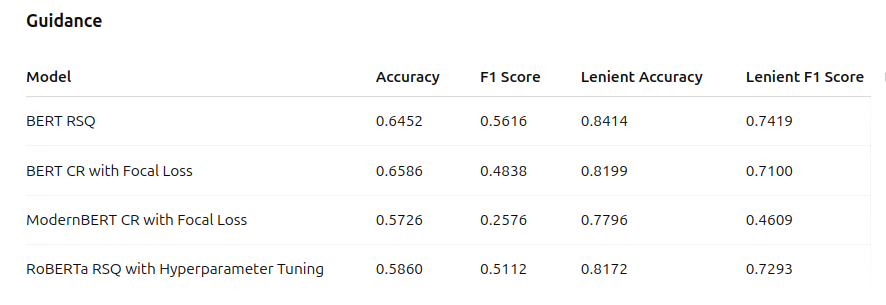 Guidance
Model Accuracy F1 Score Lenient Accuracy Lenient F1 Score
BERT RSQ 0.6452 0.5616 0.8414 0.7419
BERT CR with Focal Loss 0.6586 0.4838 0.8199 0.7100
ModernBERT CR with Focal Loss 0.5726 0.2576 0.7796 0.4609
RoBERTa RSQ with Hyperparameter Tuning 0.5860 0.5112 0.8172 0.7293